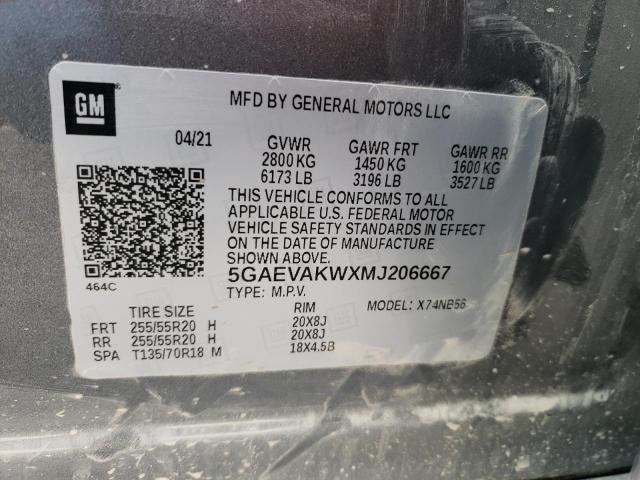 GM
MFD BY GENERAL MOTORS LLC
04/21 GVWR GAWR FRT GAWR RR
2800 KG 1450 KG 1600 KG
6173 LB 3196 LB 3527 LB
THIS VEHICLE CONFORMS TO ALL
APPLICABLE U.S. FEDERAL MOTOR
VEHICLE SAFETY STANDARDS IN EFFECT
ON THE DATE OF MANUFACTURE
SHOWN ABOVE.
464C 5GAEVAKWXMJ206667
TYPE: M.P.V. MODEL: X74NB56
TIRE SIZE RIM
FRT 255/55R20 H 20X8J
RR 255/55R20 H 20X8J
SPA T135/70R18 M 18X4.5B